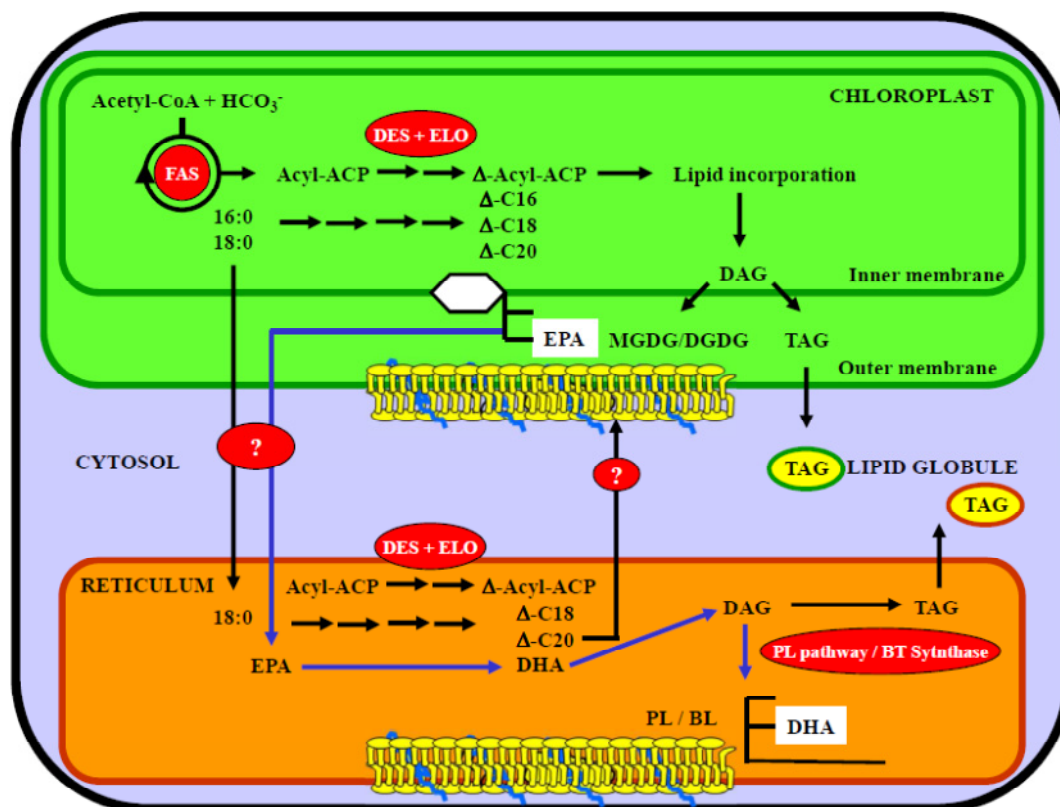 Acetyl-CoA + HCO₃⁻
CHLOROPLAST
DES + ELO
FAS
Acyl-ACP
Δ-Acyl-ACP
Lipid incorporation
16:0
18:0
Δ-C16
Δ-C18
Δ-C20
DAG
Inner membrane
EPA
MGDG/DGDG
TAG
Outer membrane
?
CYTOSOL
?
TAG
LIPID GLOBULE
TAG
DES + ELO
RETICULUM
Acyl-ACP
Δ-Acyl-ACP
18:0
Δ-C18
Δ-C20
DAG
TAG
EPA
DHA
PL pathway / BT Sytnthase
PL / BL
DHA